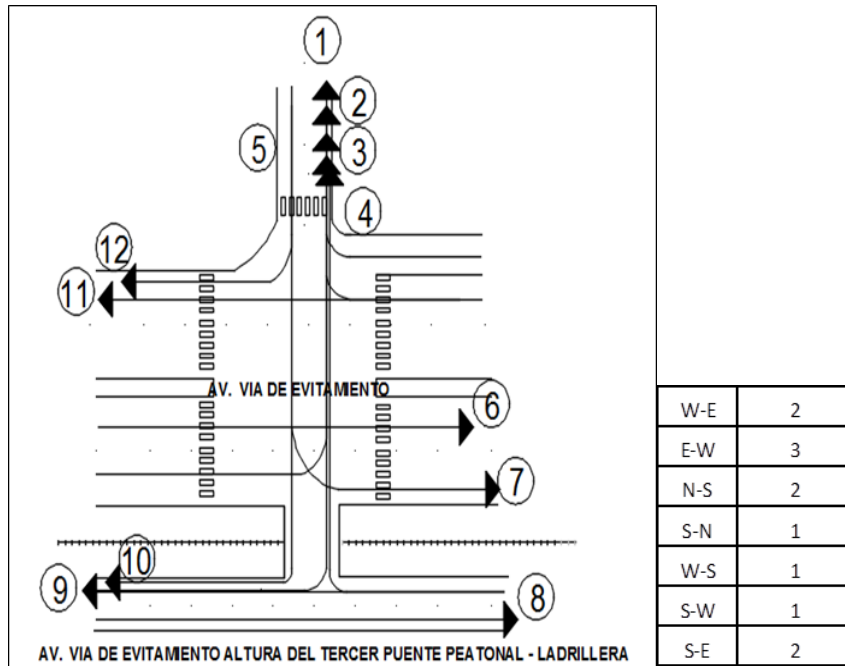 1
2
5
3
4
12
11
AV. VIA DE EVITAMIENTO
6
7
10
9
8
AV. VIA DE EVITAMIENTO ALTURA DEL TERCER PUENTE PEATONAL - LADRILLERA
W-E 2
E-W 3
N-S 2
S-N 1
W-S 1
S-W 1
S-E 2